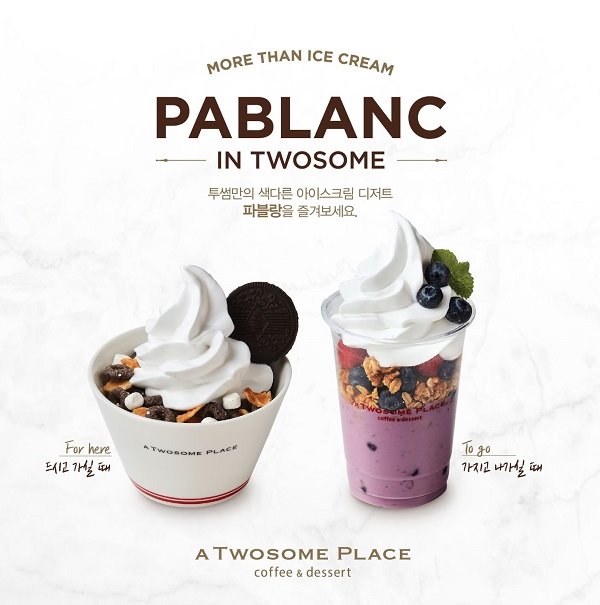 MORE THAN ICE CREAM
PABLANC
IN TWOSOME
투썸만의 색다른 아이스크림 디저트
파블랑을 즐겨보세요.
For here
드시고 가실 때
A TWOSOME PLACE
A TWOSOME PLACE
coffee & dessert
To go
가지고 나가실 때
A TWOSOME PLACE
coffee & dessert